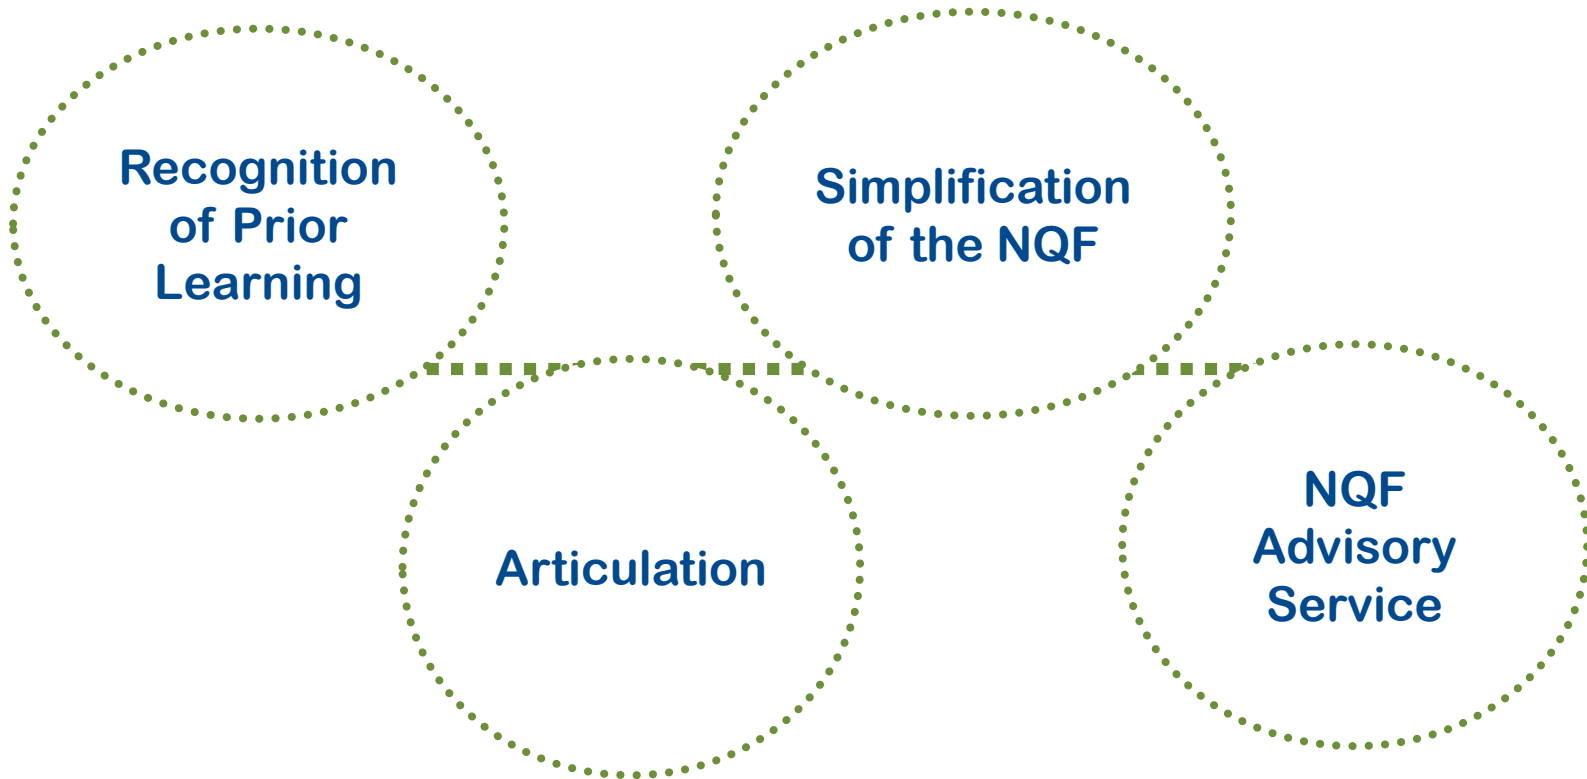 Recognition
of Prior
Learning
Simplification
of the NQF
Articulation
NQF
Advisory
Service